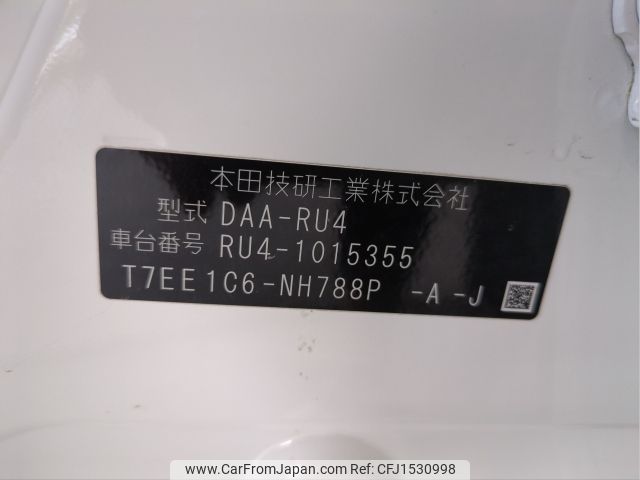 本田技研工業株式会社
型式 DAA-RU4
車台番号 RU4-1015355
T7EE1C6-NH788P -A-J
www.CarFromJapan.com - CFJ1530998